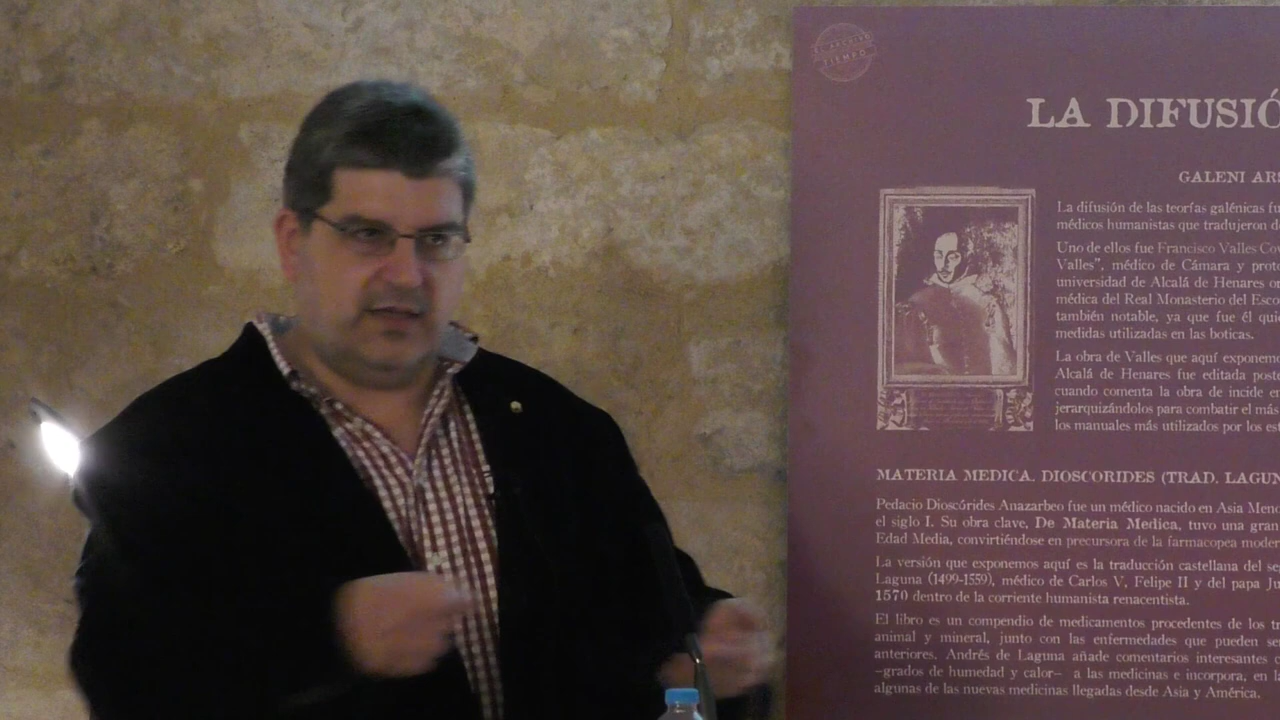 EL ARCHIVO
TIEMPO
LA DIFUSIÓ
GALENI ARS
La difusión de las teorías galénicas fu
médicos humanistas que tradujeron d
Uno de ellos fue Francisco Valles Cov
Valles”, médico de Cámara y proto
universidad de Alcalá de Henares or
médica del Real Monasterio del Esco
también notable, ya que fue él quie
medidas utilizadas en las boticas.
La obra de Valles que aquí exponemo
Alcalá de Henares fue editada poste
cuando comenta la obra de incide en
jerarquizándolos para combatir el más
los manuales más utilizados por los est
MATERIA MEDICA. DIOSCORIDES (TRAD. LAGUN
Pedacio Dioscórides Anazarbeo fue un médico nacido en Asia Meno
el siglo I. Su obra clave, De Materia Medica, tuvo una gran
Edad Media, convirtiéndose en precursora de la farmacopea moder
La versión que exponemos aquí es la traducción castellana del se
Laguna (1499-1559), médico de Carlos V, Felipe II y del papa Ju
1570 dentro de la corriente humanista renacentista.
El libro es un compendio de medicamentos procedentes de los tr
animal y mineral, junto con las enfermedades que pueden se
anteriores. Andrés de Laguna añade comentarios interesantes c
–grados de humedad y calor– a las medicinas e incorpora, en la
algunas de las nuevas medicinas llegadas desde Asia y América.